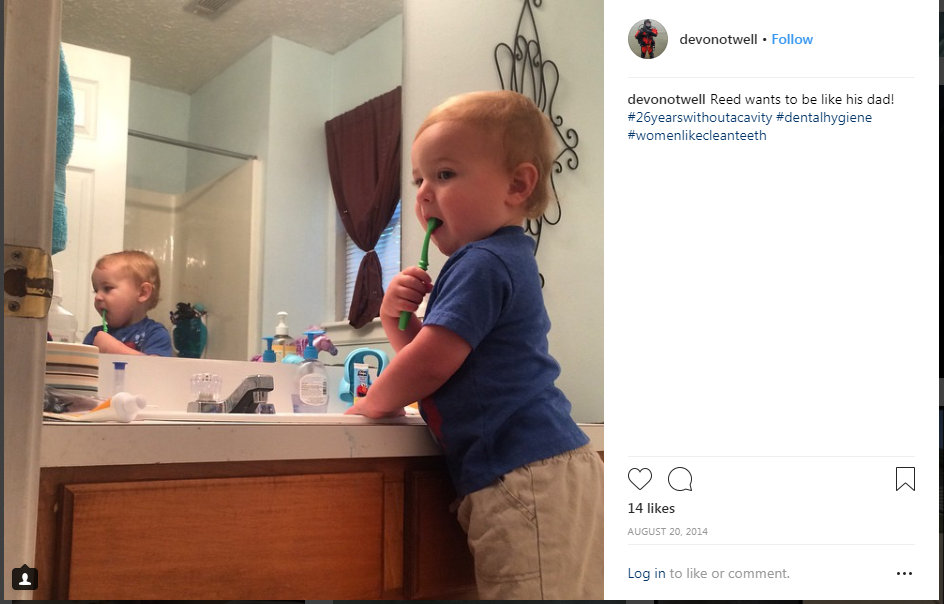 devonotwell • Follow
devonotwell Reed wants to be like his dad!
#26yearswithoutacavity #dentalhygiene
#womenlikecleanteeth
14 likes
AUGUST 20, 2014
Log in to like or comment.